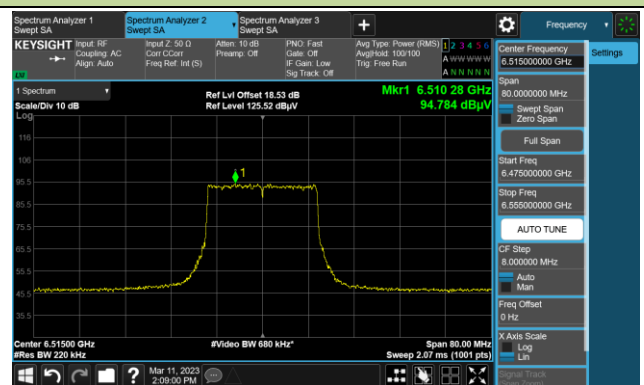 Spectrum Analyzer 1
Swept SA
Spectrum Analyzer 2
Swept SA
Spectrum Analyzer 3
Swept SA
+
Frequency
KEYSIGHT
Input: RF
Coupling: AC
Align: Auto
Input Z: 50 Ω
Corr CCorr
Freq Ref: Int (S)
Atten: 10 dB
Preamp: Off
PNO: Fast
Gate: Off
IF Gain: Low
Sig Track: Off
Avg Type: Power (RMS)
Avg|Hold: 100/100
Trig: Free Run
1 2 3 4 5 6
A W W W W W
A N N N N N
LW
1 Spectrum
Scale/Div 10 dB
Log
Ref Lvl Offset 18.53 dB
Ref Level 125.52 dBµV
Mkr1 6.510 28 GHz
94.784 dBµV
116
106
95.5
85.5
75.5
65.5
55.5
45.5
35.5
1
Center 6.51500 GHz
#Res BW 220 kHz
#Video BW 680 kHz*
Span 80.00 MHz
Sweep 2.07 ms (1001 pts)
Center Frequency
6.515000000 GHz
Settings
Span
80.0000000 MHz
Swept Span
Zero Span
Full Span
Start Freq
6.475000000 GHz
Stop Freq
6.555000000 GHz
AUTO TUNE
CF Step
8.000000 MHz
Auto
Man
Freq Offset
0 Hz
X Axis Scale
Log
Lin
Signal Track
(Span Zoom)
?
Mar 11, 2023
2:09:00 PM